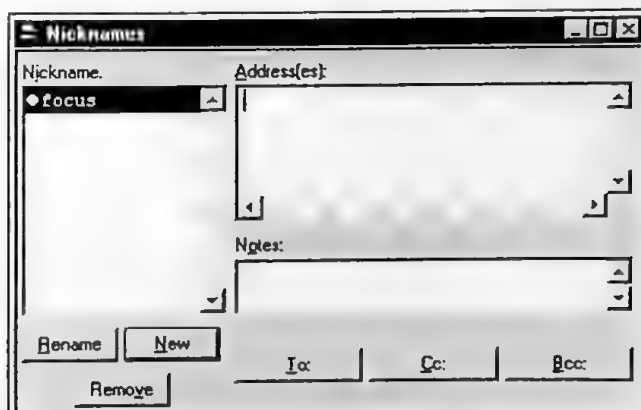 Nicknames
Nickname. Address(es):
focus
Notes:
Rename New
To: Cc: Bcc:
Remove